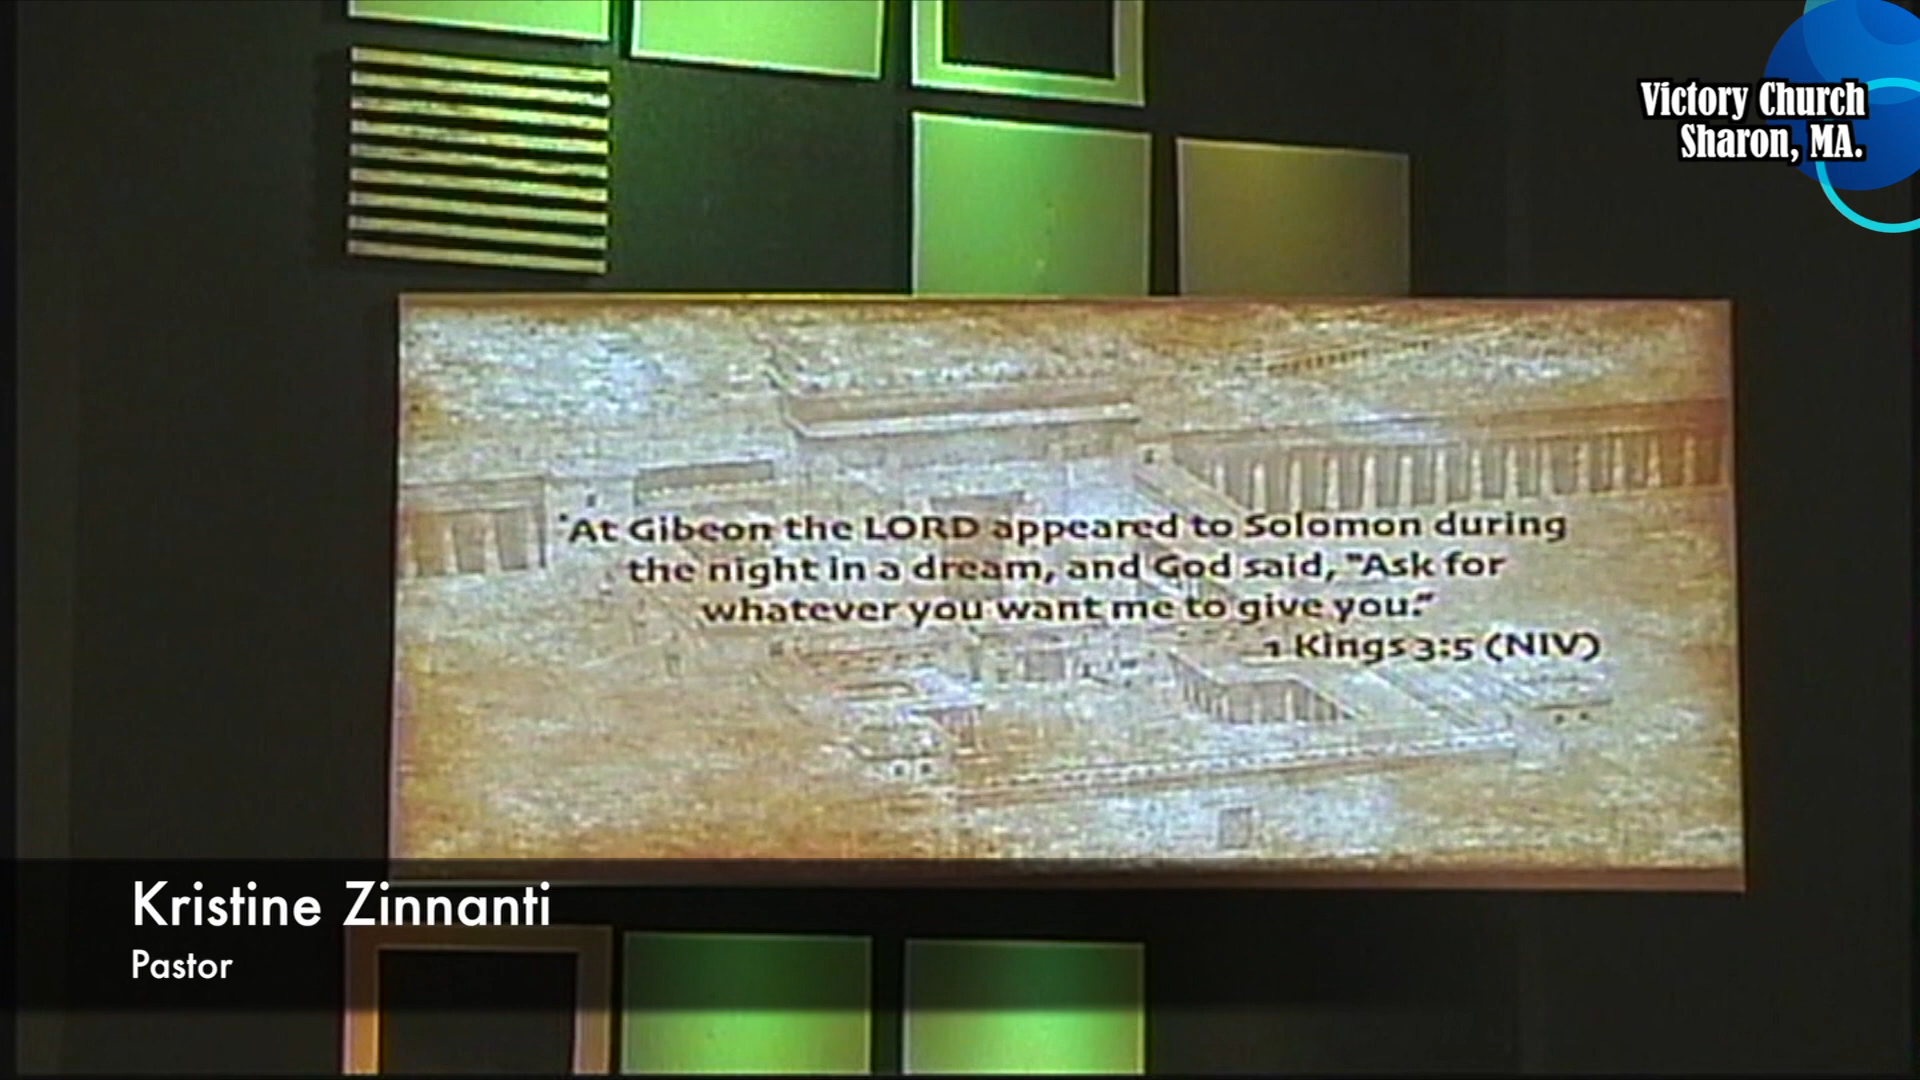 Victory Church
Sharon, MA.
"At Gibeon the LORD appeared to Solomon during
the night in a dream, and God said, "Ask for
whatever you want me to give you."
1 Kings 3:5 (NIV)
Kristine Zinnanti
Pastor